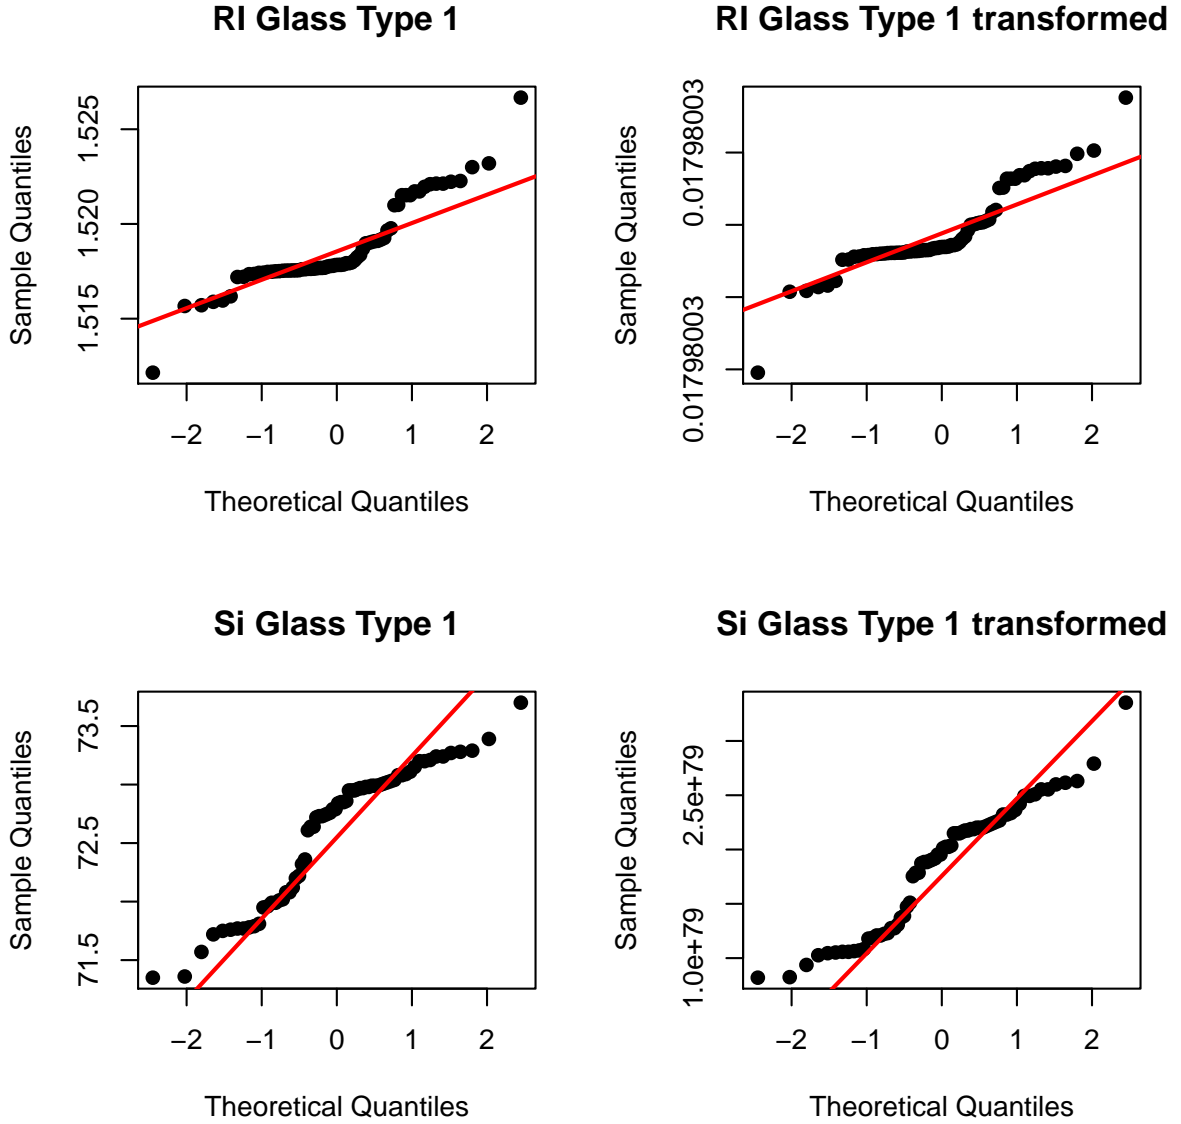 RI Glass Type 1
Sample Quantiles
1.515 1.520 1.525
−2 −1 0 1 2
Theoretical Quantiles
RI Glass Type 1 transformed
Sample Quantiles
0.01798003 0.01798003
−2 −1 0 1 2
Theoretical Quantiles
Si Glass Type 1
Sample Quantiles
71.5 72.5 73.5
−2 −1 0 1 2
Theoretical Quantiles
Si Glass Type 1 transformed
Sample Quantiles
1.0e+79 2.5e+79
−2 −1 0 1 2
Theoretical Quantiles